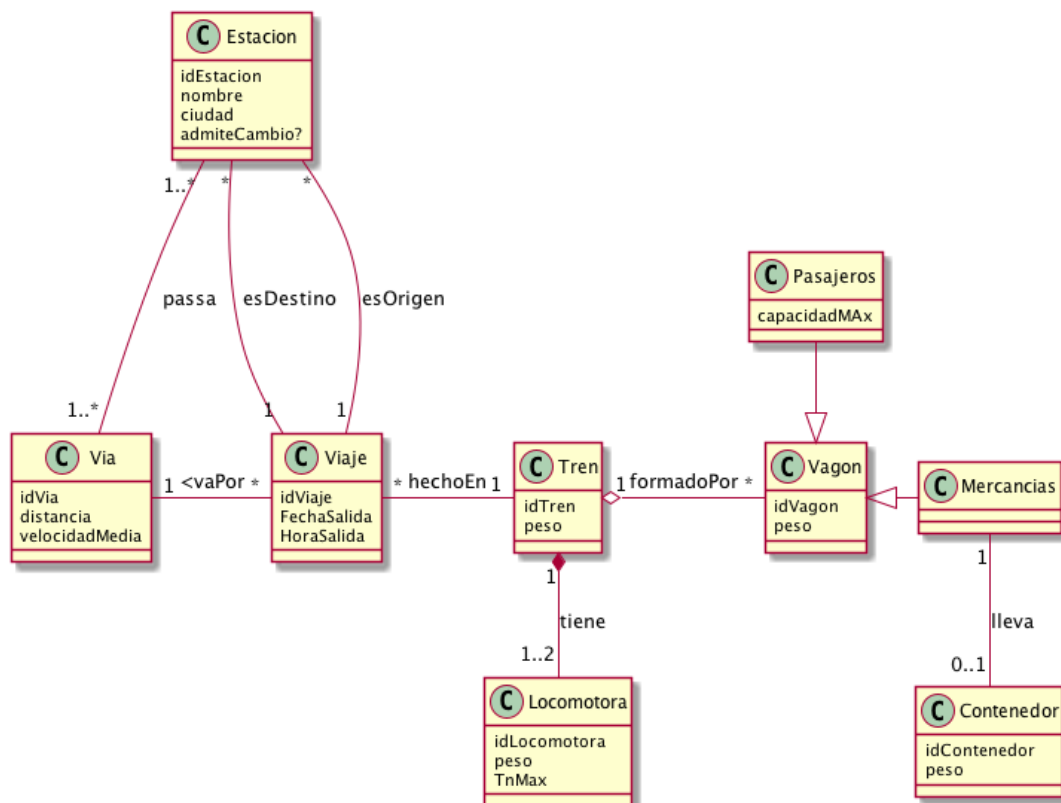 C Estacion
idEstacion
nombre
ciudad
admiteCambio?
1..*
*
*
passa
esDestino
esOrigen
1..*
1
1
C Pasajeros
capacidadMAx
C Via
idVia
distancia
velocidadMedia
1 <vaPor *
C Viaje
idViaje
FechaSalida
HoraSalida
* hechoEn 1
C Tren
idTren
peso
1 formadoPor *
C Vagon
idVagon
peso
C Mercancias
1
tiene
1..2
1
lleva
0..1
C Locomotora
idLocomotora
peso
TnMax
C Contenedor
idContenedor
peso